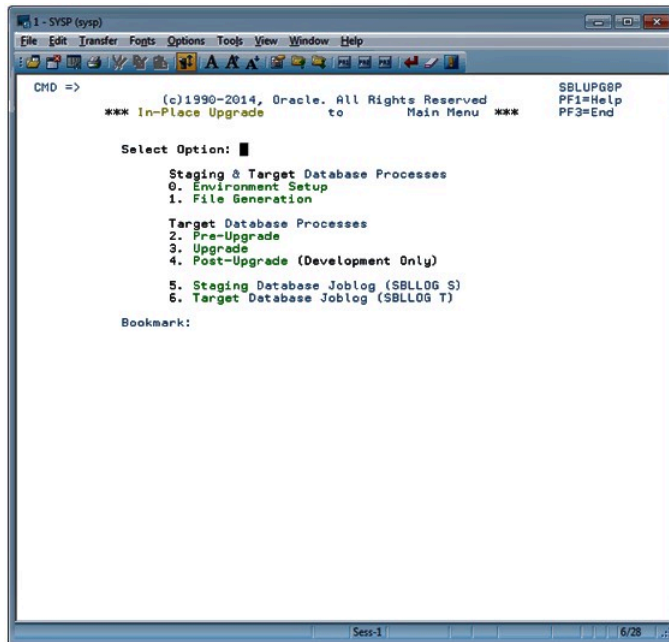 1 - SYSP (sysp)
File Edit Transfer Fonts Options Tools View Window Help
CMD => SBLUPG8P
(c)1990-2014, Oracle. All Rights Reserved PF1=Help
*** In-Place Upgrade to Main Menu *** PF3=End
Select Option:
Staging & Target Database Processes
0. Environment Setup
1. File Generation
Target Database Processes
2. Pre-Upgrade
3. Upgrade
4. Post-Upgrade (Development Only)
5. Staging Database Joblog (SBLLOG S)
6. Target Database Joblog (SBLLOG T)
Bookmark:
Sess-1 6/28